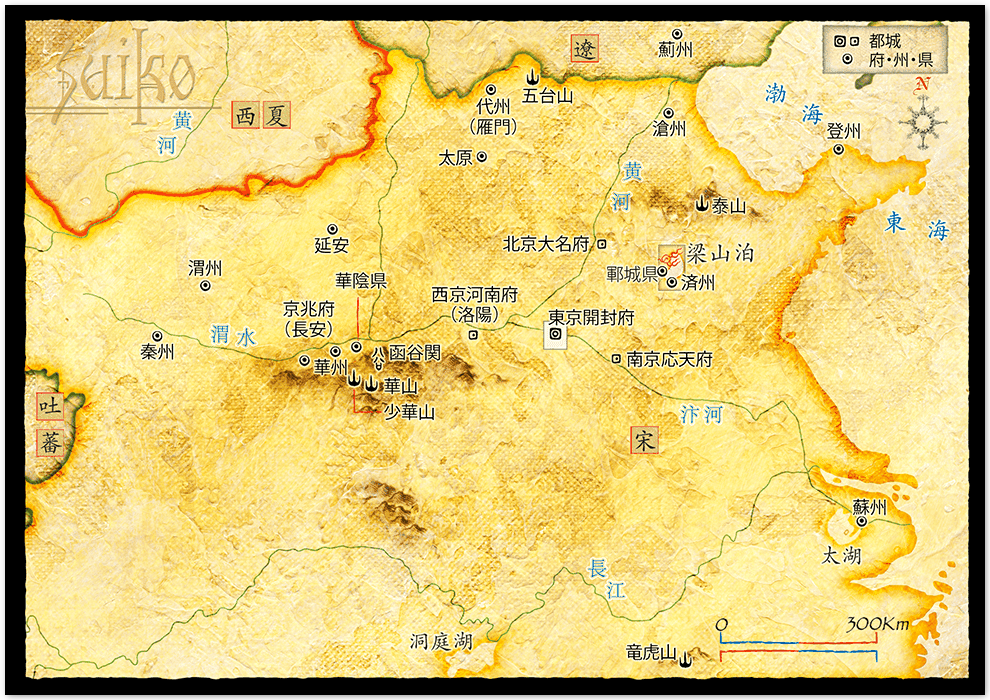 suiko
遼
薊州
都城
府・州・県
N
渤海
五台山
代州
(雁門)
黄河
西夏
滄州
登州
太原
黄河
泰山
東海
延安
北京大名府
梁山泊
渭州
華陰県
鄆城県
済州
西京河南府
(洛陽)
京兆府
(長安)
東京開封府
渭水
秦州
函谷関
南京応天府
華州
華山
少華山
吐蕃
汴河
宋
蘇州
太湖
長江
洞庭湖
0 300Km
竜虎山